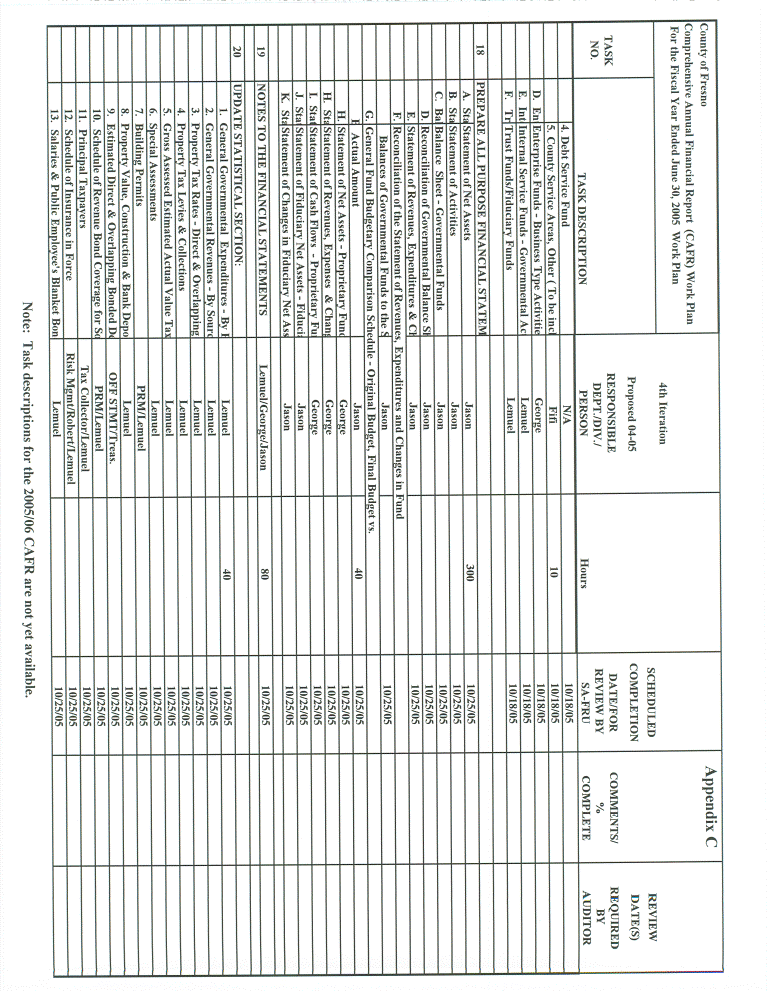 Appendix C
County of Fresno
Comprehensive Annual Financial Report (CAFR) Work Plan
For the Fiscal Year Ended June 30, 2005 Work Plan
4th Iteration
Proposed 04-05
TASK NO. TASK DESCRIPTION RESPONSIBLE DEPT./DIV./ PERSON Hours SCHEDULED COMPLETION DATE/FOR REVIEW BY SA-FRU COMMENTS/ % COMPLETE REVIEW DATE(S) REQUIRED BY AUDITOR
4. Debt Service Fund N/A 10/18/05
5. County Service Areas, Other ( To be incl Fifi 10 10/18/05
D. En Enterprise Funds - Business Type Activitie George 10/18/05
E. Int Internal Service Funds - Governmental Ac Lemuel 10/18/05
F. Tr Trust Funds/Fiduciary Funds Lemuel 10/18/05
18 PREPARE ALL PURPOSE FINANCIAL STATEM
A. Sta Statement of Net Assets Jason 300 10/25/05
B. Sta Statement of Activities Jason 10/25/05
C. Bal Balance Sheet - Governmental Funds Jason 10/25/05
D. Reconciliation of Governmental Balance Sh Jason 10/25/05
E. Statement of Revenues, Expenditures & Ch Jason 10/25/05
F. Reconciliation of the Statement of Revenues, Expenditures and Changes in Fund
Balances of Governmental Funds to the S Jason 10/25/05
G. General Fund Budgetary Comparison Schedule - Original Budget, Final Budget vs.
Actual Amount Jason 40 10/25/05
H. Statement of Net Assets - Proprietary Fund George 10/25/05
H. Sta Statement of Revenues, Expenses & Chang George 10/25/05
I. Stat Statement of Cash Flows - Proprietary Fu George 10/25/05
J. Sta Statement of Fiduciary Net Assets - Fiduci Jason 10/25/05
K. Sta Statement of Changes in Fiduciary Net Ass Jason 10/25/05
19 NOTES TO THE FINANCIAL STATEMENTS Lemuel/George/Jason 80 10/25/05
20 UPDATE STATISTICAL SECTION:
1. General Governmental Expenditures - By F Lemuel 40 10/25/05
2. General Governmental Revenues - By Sourc Lemuel 10/25/05
3. Property Tax Rates - Direct & Overlapping Lemuel 10/25/05
4. Property Tax Levies & Collections Lemuel 10/25/05
5. Gross Assessed Estimated Actual Value Tax Lemuel 10/25/05
6. Special Assessments Lemuel 10/25/05
7. Building Permits PRM/Lemuel 10/25/05
8. Property Value, Construction & Bank Depo Lemuel 10/25/05
9. Estimated Direct & Overlapping Bonded De OFF STMT/Treas. 10/25/05
10. Schedule of Revenue Bond Coverage for So PRM/Lemuel 10/25/05
11. Principal Taxpayers Tax Collector/Lemuel 10/25/05
12. Schedule of Insurance in Force Risk Mgmt/Robert/Lemuel 10/25/05
13. Salaries & Public Employee's Blanket Bon Lemuel 10/25/05
Note: Task descriptions for the 2005/06 CAFR are not yet available.